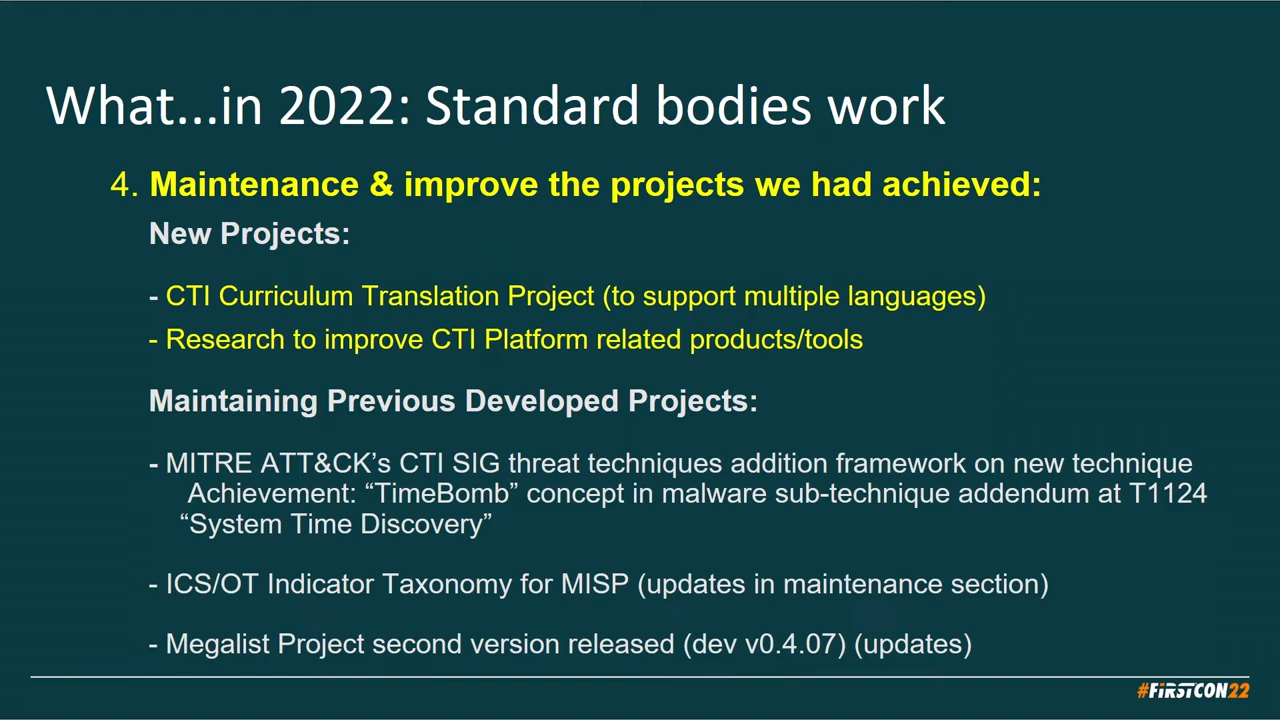 What...in 2022: Standard bodies work
4. Maintenance & improve the projects we had achieved:
New Projects:
- CTI Curriculum Translation Project (to support multiple languages)
- Research to improve CTI Platform related products/tools
Maintaining Previous Developed Projects:
- MITRE ATT&CK’s CTI SIG threat techniques addition framework on new technique
Achievement: “TimeBomb” concept in malware sub-technique addendum at T1124
“System Time Discovery”
- ICS/OT Indicator Taxonomy for MISP (updates in maintenance section)
- Megalist Project second version released (dev v0.4.07) (updates)
#FiRSTCON22